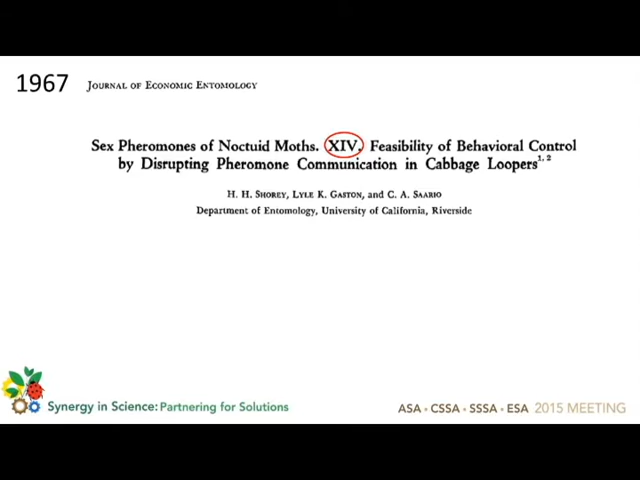 1967 JOURNAL OF ECONOMIC ENTOMOLOGY
Sex Pheromones of Noctuid Moths. XIV. Feasibility of Behavioral Control
by Disrupting Pheromone Communication in Cabbage Loopers1, 2
H. H. SHOREY, LYLE K. GASTON, and C. A. SAARIO
Department of Entomology, University of California, Riverside
Synergy in Science: Partnering for Solutions
ASA • CSSA • SSSA • ESA 2015 MEETING